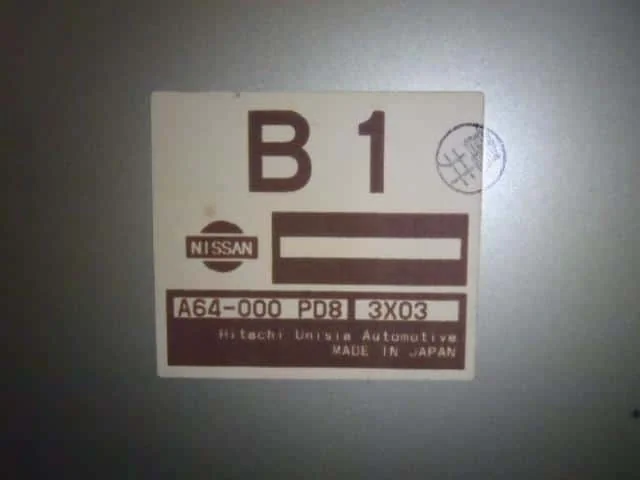 B 1
NISSAN
A64-000 PD8 3X03
Hitachi Unisia Automotive
MADE IN JAPAN